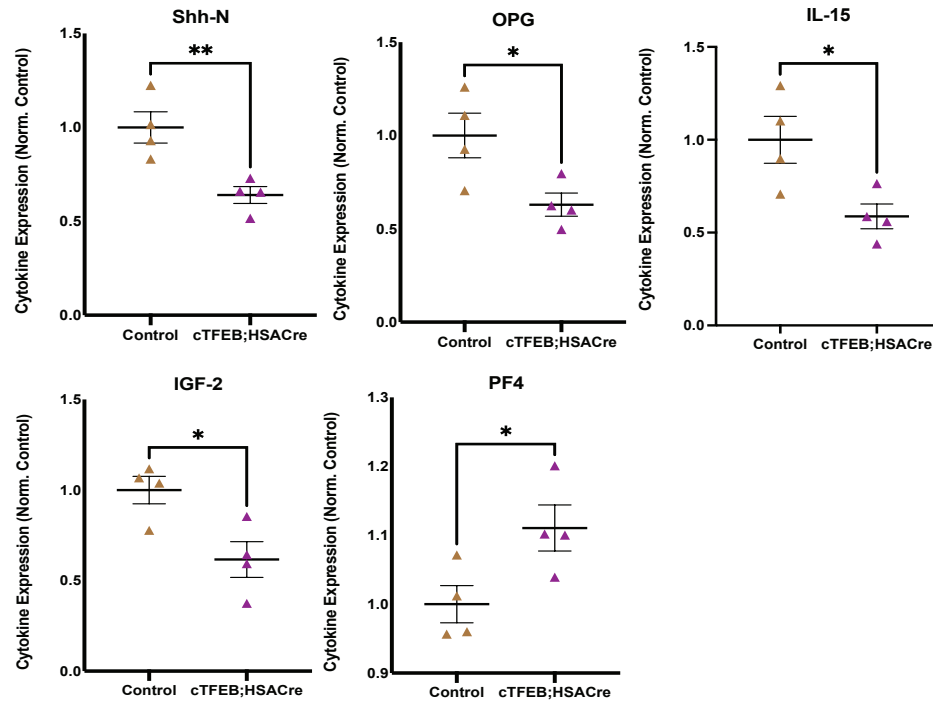 Shh-N
Cytokine Expression (Norm. Control)
1.5
1.0
0.5
0.0
**
Control
cTFEB;HSACre
OPG
Cytokine Expression (Norm. Control)
1.5
1.0
0.5
0.0
*
Control
cTFEB;HSACre
IL-15
Cytokine Expression (Norm. Control)
1.5
1.0
0.5
0.0
*
Control
cTFEB;HSACre
IGF-2
Cytokine Expression (Norm. Control)
1.5
1.0
0.5
0.0
*
Control
cTFEB;HSACre
PF4
Cytokine Expression (Norm. Control)
1.3
1.2
1.1
1.0
0.9
*
Control
cTFEB;HSACre